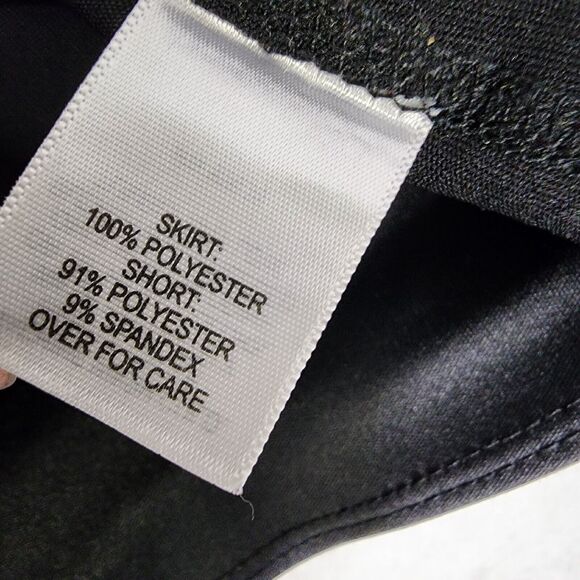 SKIRT:
100% POLYESTER
SHORT:
91% POLYESTER
9% SPANDEX
OVER FOR CARE